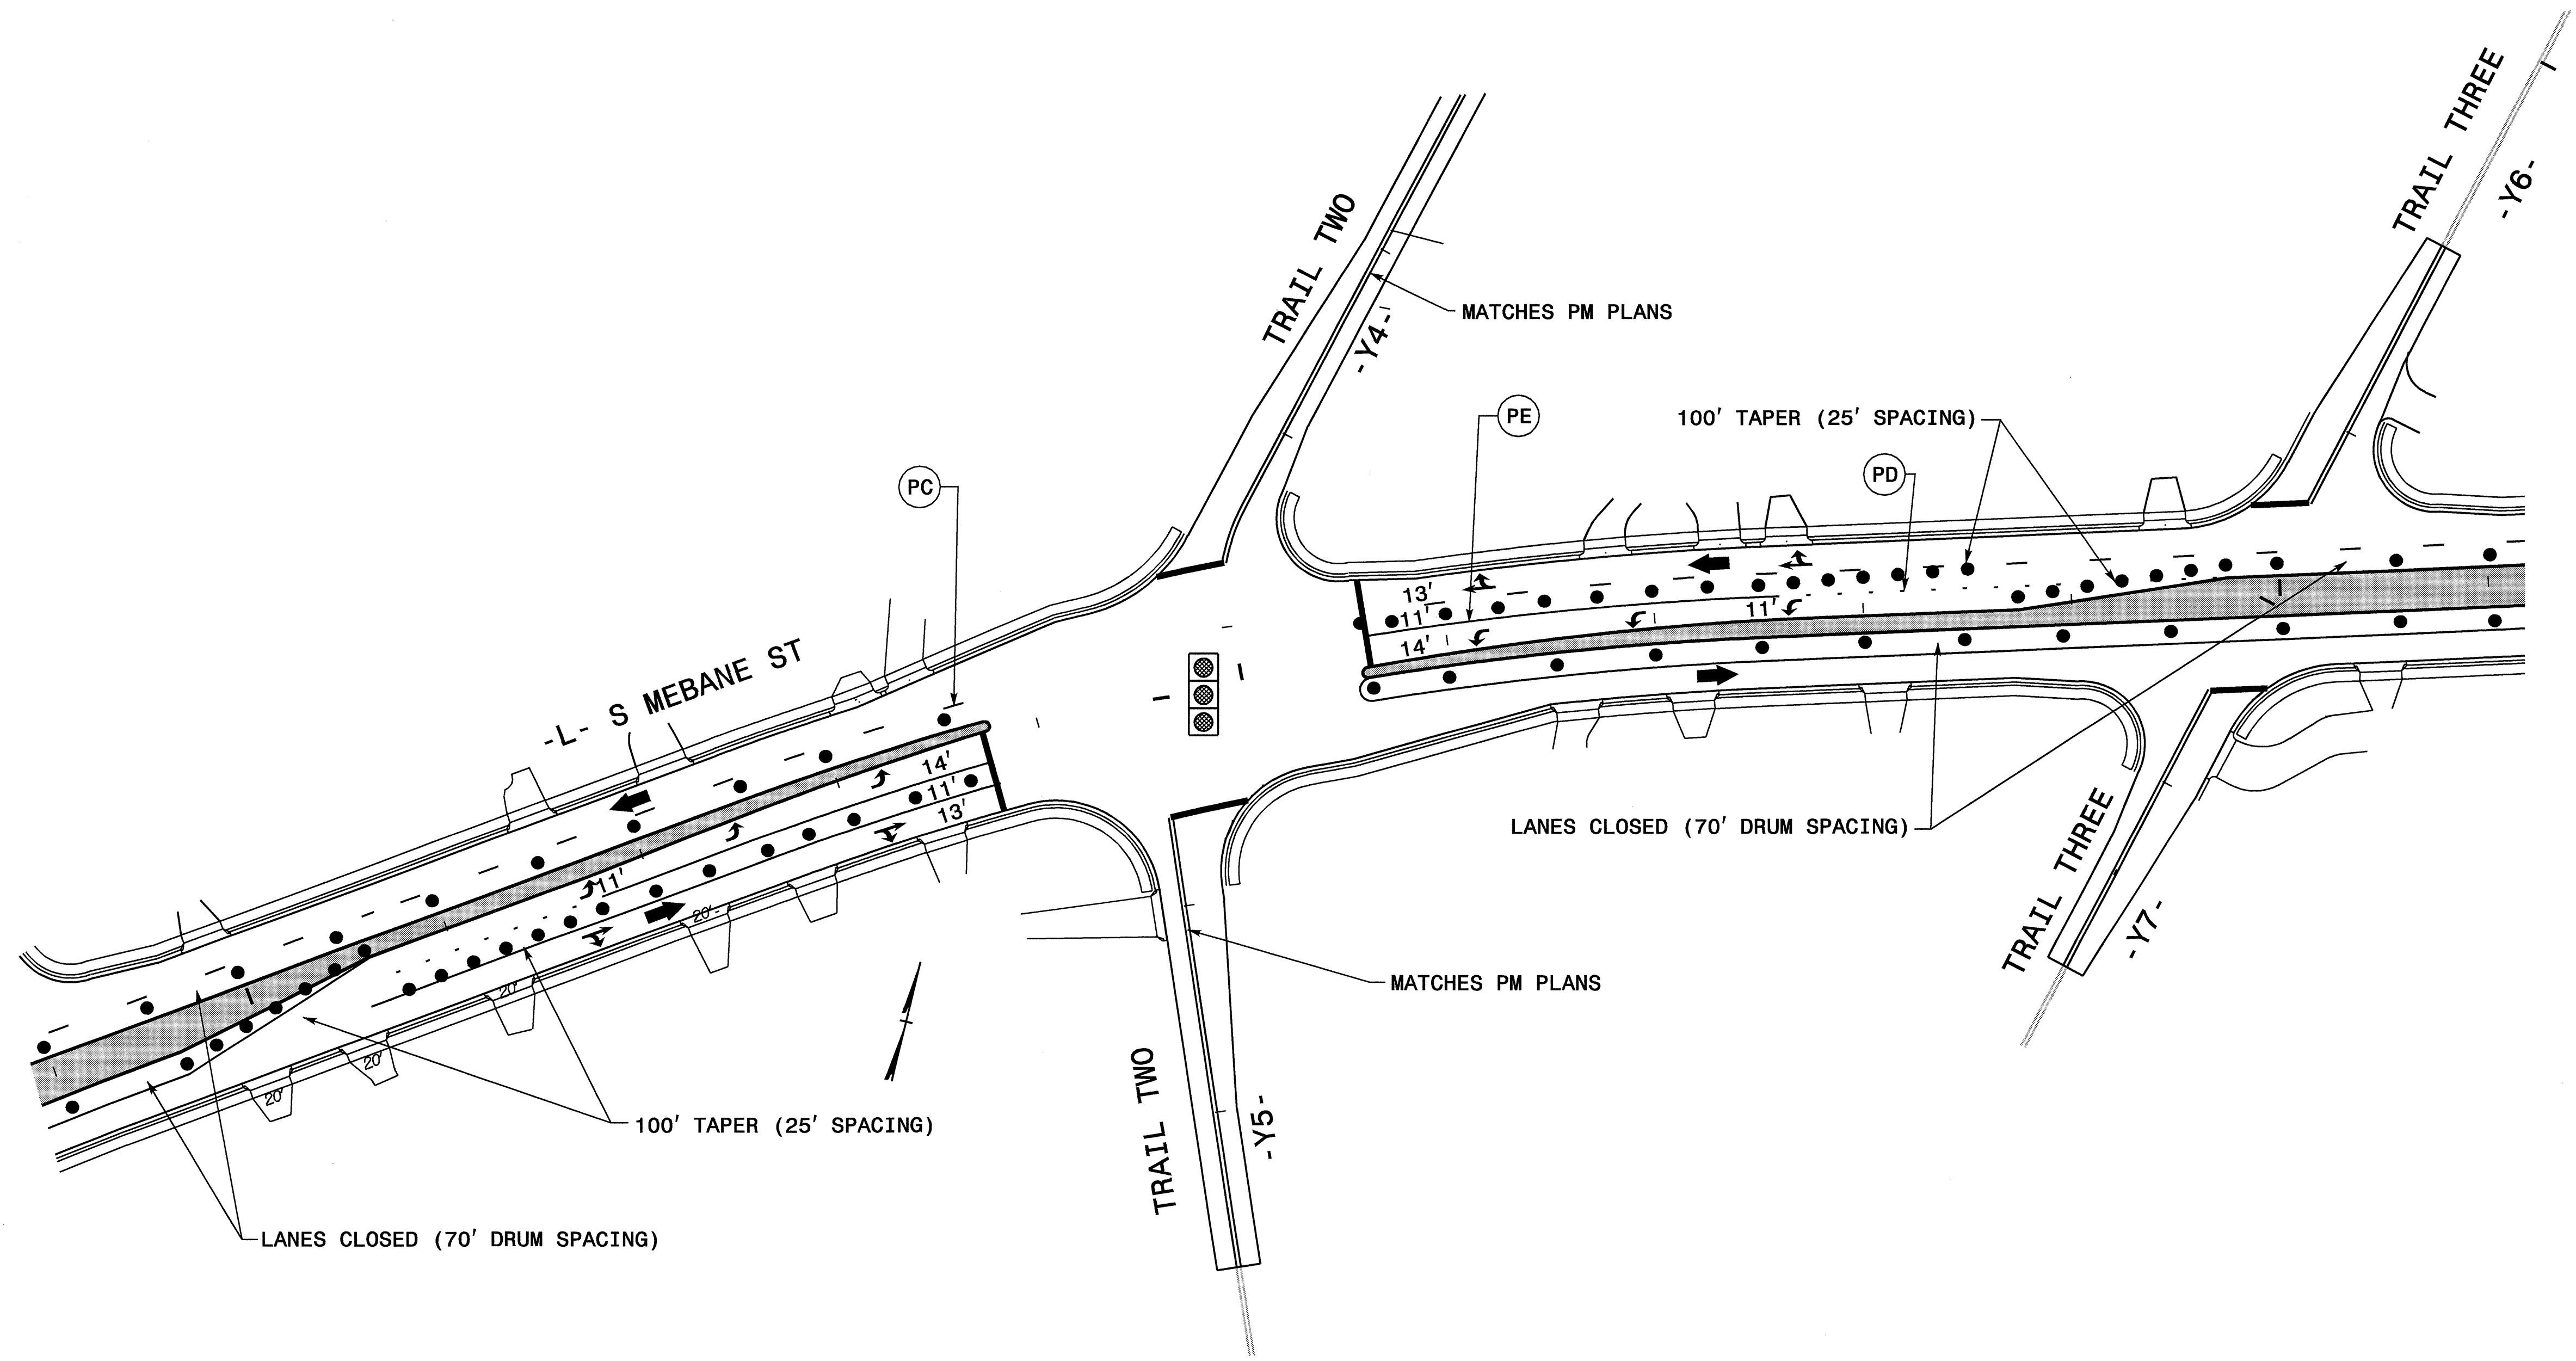 TRAIL THREE
-Y6-
TRAIL TWO
-Y4-
MATCHES PM PLANS
PE
100' TAPER (25' SPACING)
PD
PC
13'
11'
14'
11'
-L- S MEBANE ST
14'
11'
13'
11'
20'
20'
20'
20'
LANES CLOSED (70' DRUM SPACING)
TRAIL THREE
-Y7-
MATCHES PM PLANS
TRAIL TWO
-Y5-
100' TAPER (25' SPACING)
LANES CLOSED (70' DRUM SPACING)